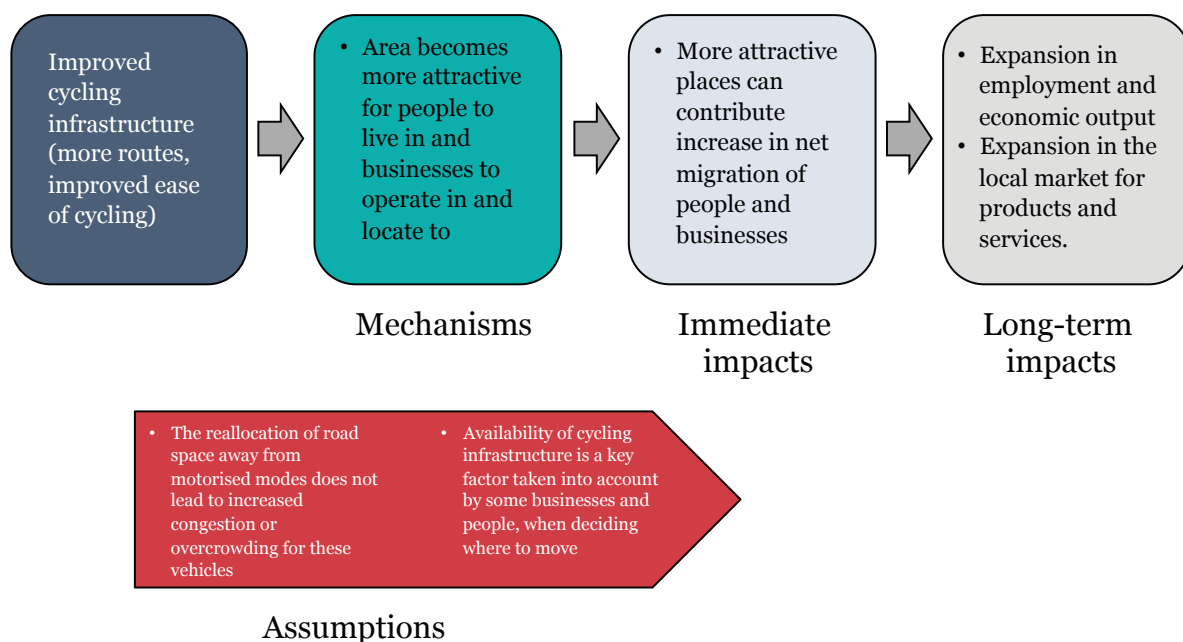 Improved
cycling
infrastructure
(more routes,
improved ease
of cycling)
• Area becomes
more attractive
for people to
live in and
businesses to
operate in and
locate to
• More attractive
places can
contribute
increase in net
migration of
people and
businesses
• Expansion in
employment and
economic output
• Expansion in the
local market for
products and
services.
Mechanisms
Immediate
impacts
Long-term
impacts
• The reallocation of road
space away from
motorised modes does not
lead to increased
congestion or
overcrowding for these
vehicles
• Availability of cycling
infrastructure is a key
factor taken into account
by some businesses and
people, when deciding
where to move
Assumptions